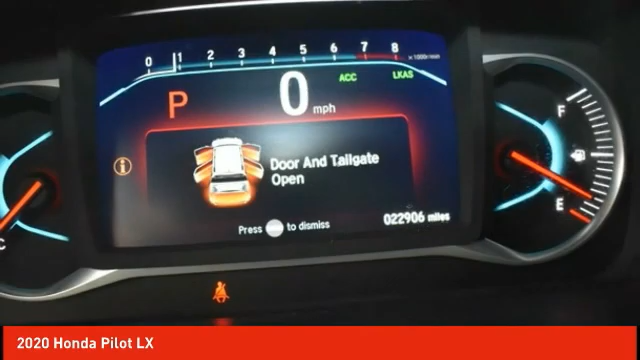 0 1 2 3 4 5 6 7 8 x1000r/min
ACC LKAS
P 0 mph
F
Door And Tailgate
Open
E
C
Press to dismiss
022906 miles
2020 Honda Pilot LX